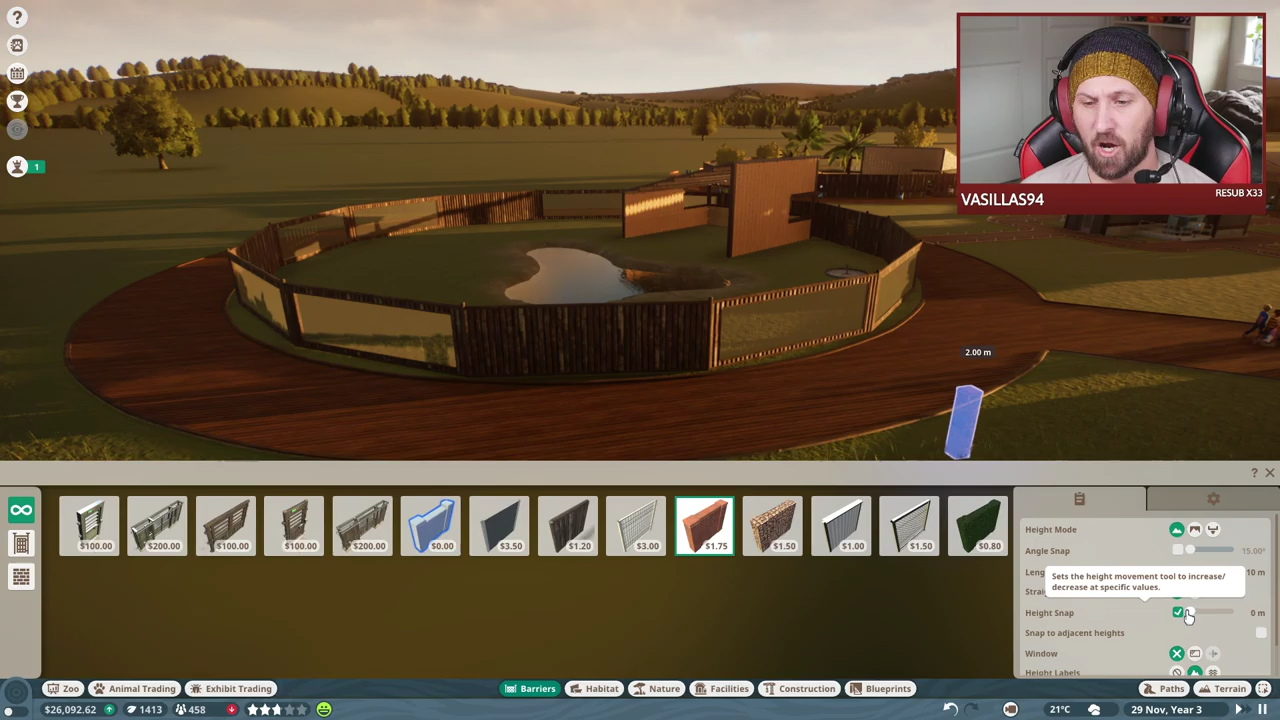 ?
1
VASILLAS94
RESUB X33
2.00 m
? ×
$100.00
$200.00
$100.00
$100.00
$200.00
$0.00
$3.50
$1.20
$3.00
$1.75
$1.50
$1.00
$1.50
$0.80
Height Mode
Angle Snap 15.00°
Leng 10 m
Sets the height movement tool to increase/
decrease at specific values.
Strai
Height Snap 0 m
Snap to adjacent heights
Window
Height Labels
Zoo Animal Trading Exhibit Trading Barriers Habitat Nature Facilities Construction Blueprints Paths Terrain
$26,092.62 1413 458 21°C 29 Nov, Year 3